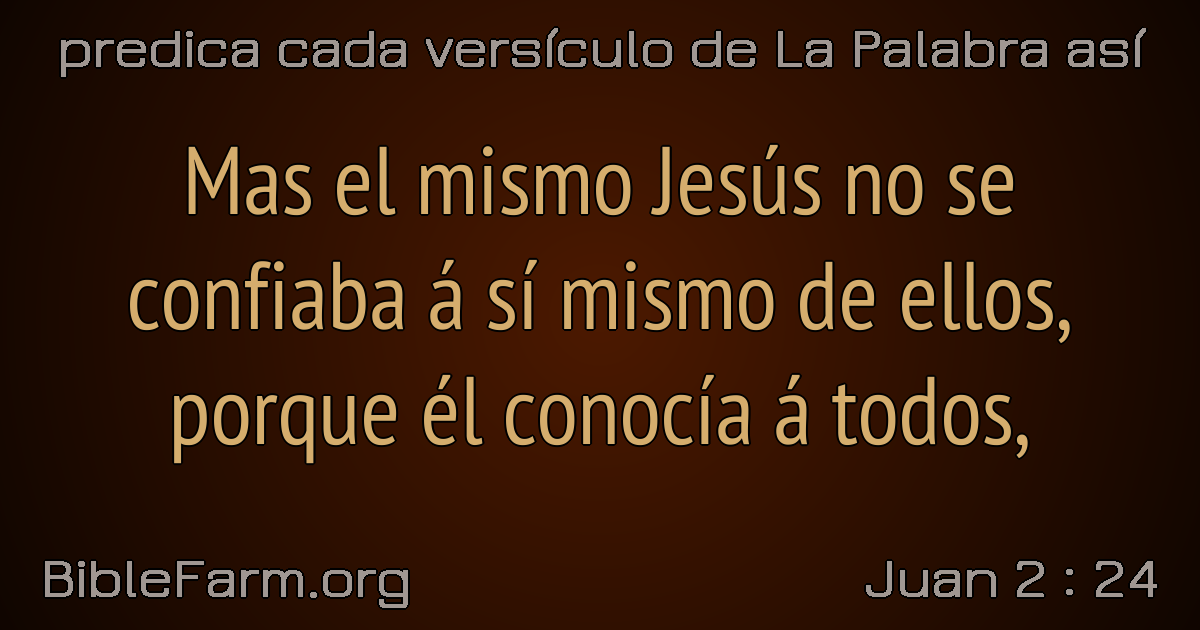 predica cada versículo de La Palabra así
Mas el mismo Jesús no se
confiaba á sí mismo de ellos,
porque él conocía á todos,
BibleFarm.org
Juan 2 : 24